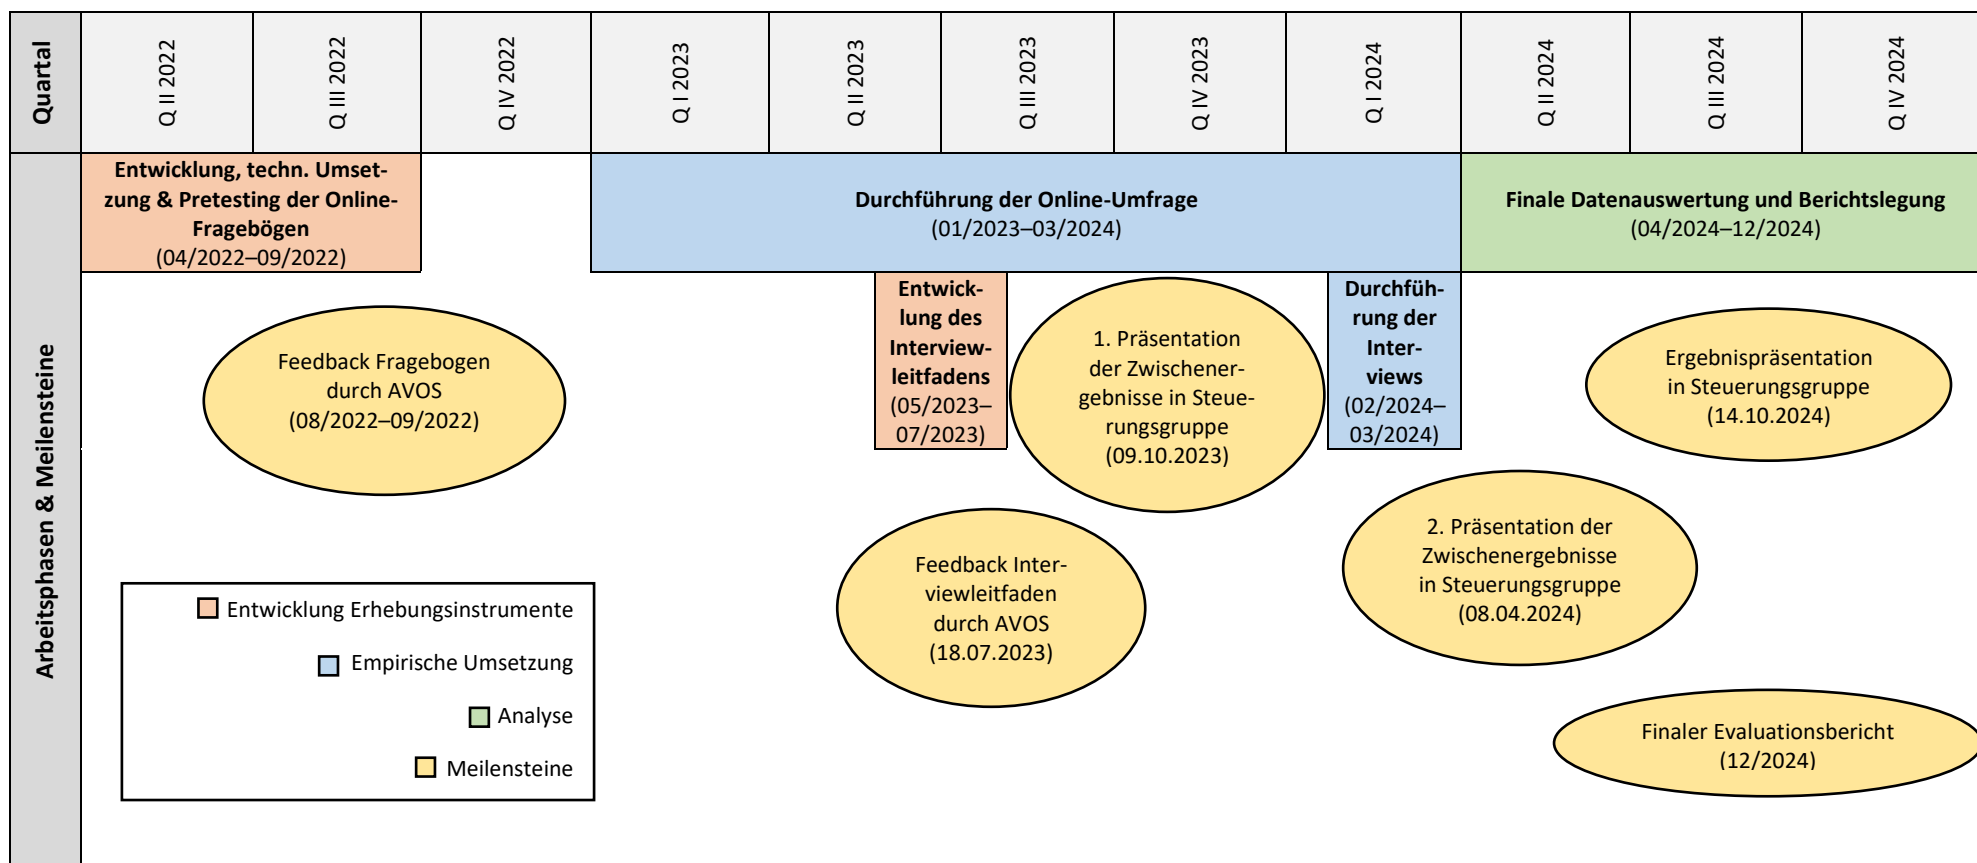 Quartal
Q II 2022
Q III 2022
Q IV 2022
Q I 2023
Q II 2023
Q III 2023
Q IV 2023
Q I 2024
Q II 2024
Q III 2024
Q IV 2024
Arbeitsphasen & Meilensteine
Entwicklung, techn. Umset-
zung & Pretesting der Online-
Fragebögen
(04/2022–09/2022)
Durchführung der Online-Umfrage
(01/2023–03/2024)
Finale Datenauswertung und Berichtslegung
(04/2024–12/2024)
Feedback Fragebogen
durch AVOS
(08/2022–09/2022)
Entwick-
lung des
Interview-
leitfadens
(05/2023–
07/2023)
1. Präsentation
der Zwischener-
gebnisse in Steue-
rungsgruppe
(09.10.2023)
Durchfüh-
rung der
Inter-
views
(02/2024–
03/2024)
Ergebnispräsentation
in Steuerungsgruppe
(14.10.2024)
Feedback Inter-
viewleitfaden
durch AVOS
(18.07.2023)
2. Präsentation der
Zwischenergebnisse
in Steuerungsgruppe
(08.04.2024)
Finaler Evaluationsbericht
(12/2024)
Entwicklung Erhebungsinstrumente
Empirische Umsetzung
Analyse
Meilensteine